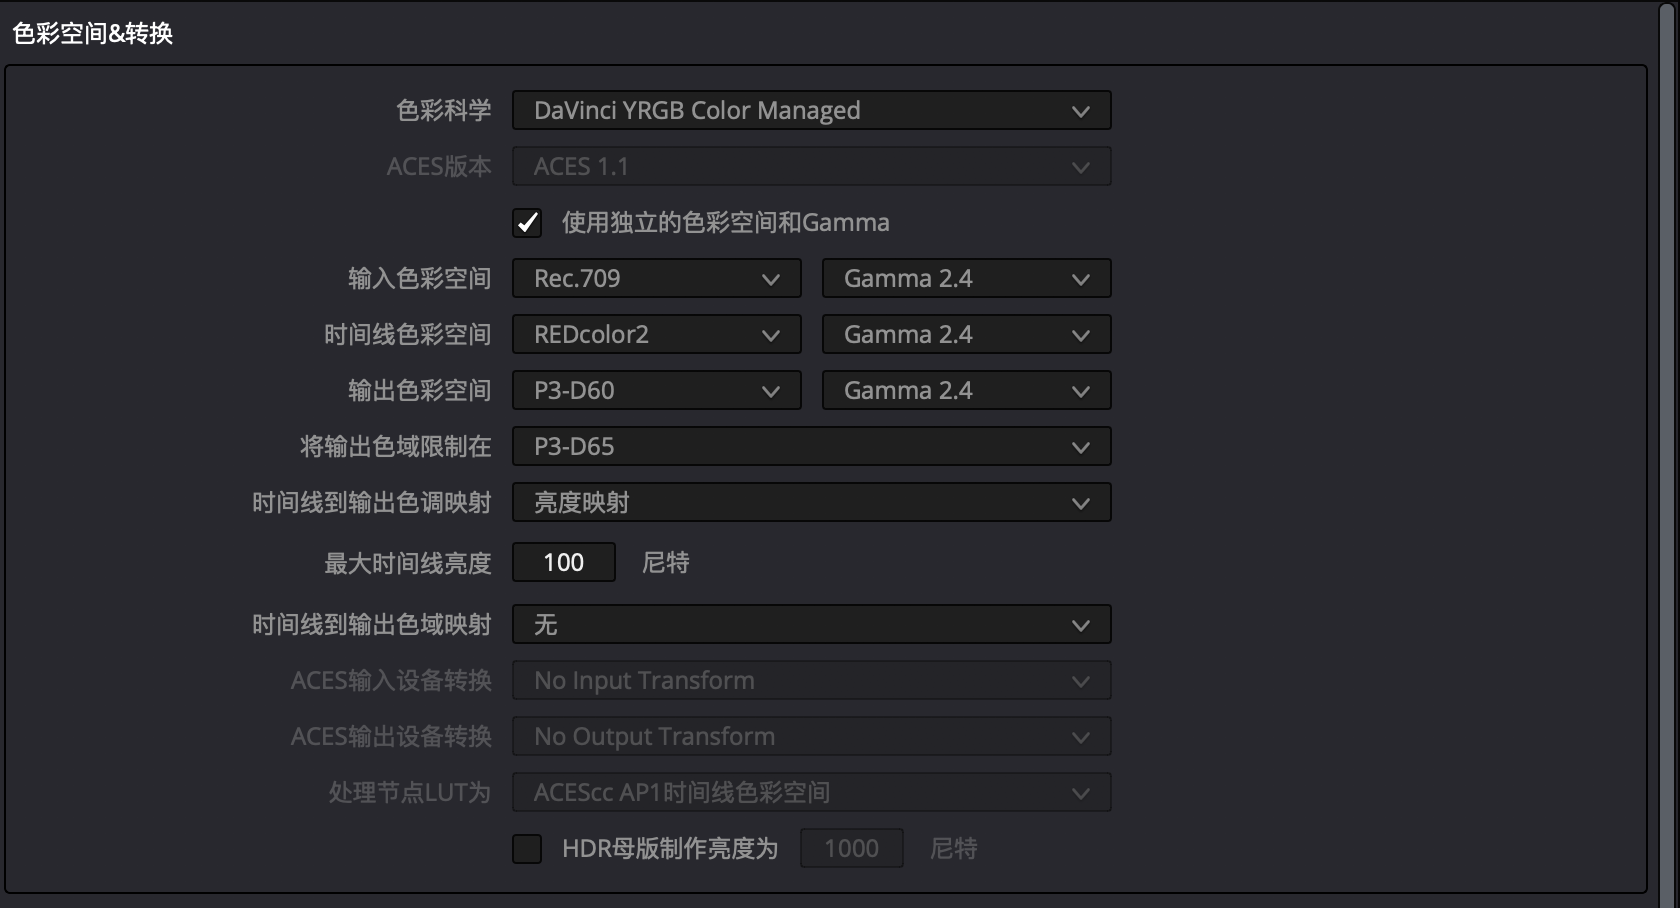 色彩空间&转换
色彩科学 DaVinci YRGB Color Managed
ACES版本 ACES 1.1
使用独立的色彩空间和Gamma
输入色彩空间 Rec.709 Gamma 2.4
时间线色彩空间 REDcolor2 Gamma 2.4
输出色彩空间 P3-D60 Gamma 2.4
将输出色域限制在 P3-D65
时间线到输出色调映射 亮度映射
最大时间线亮度 100 尼特
时间线到输出色域映射 无
ACES输入设备转换 No Input Transform
ACES输出设备转换 No Output Transform
处理节点LUT为 ACEScc AP1时间线色彩空间
HDR母版制作亮度为 1000 尼特